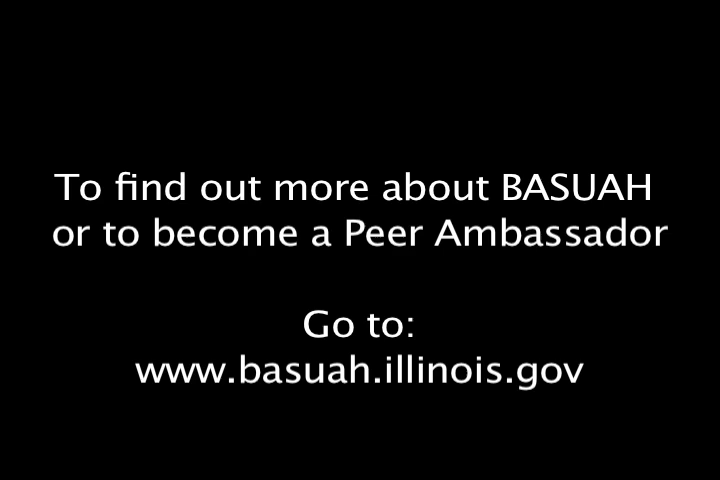 To find out more about BASUAH
or to become a Peer Ambassador
Go to:
www.basuah.illinois.gov